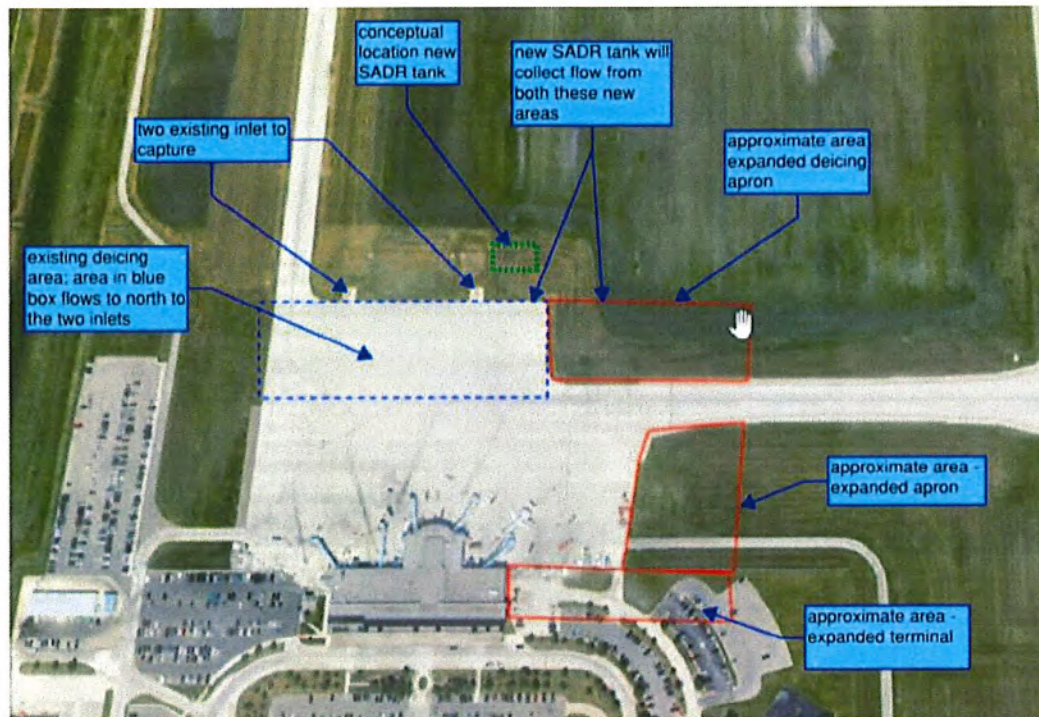 conceptual
location new
SADR tank
new SADR tank will
collect flow from
both these new
areas
two existing inlet to
capture
approximate area
expanded deicing
apron
existing deicing
area; area in blue
box flows to north to
the two inlets
approximate area -
expanded apron
approximate area -
expanded terminal